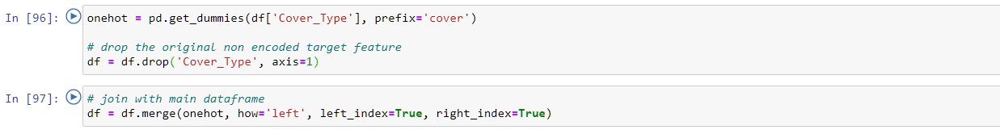 In [96]: onehot = pd.get_dummies(df['Cover_Type'], prefix='cover')
# drop the original non encoded target feature
df = df.drop('Cover_Type', axis=1)
In [97]: # join with main dataframe
df = df.merge(onehot, how='left', left_index=True, right_index=True)